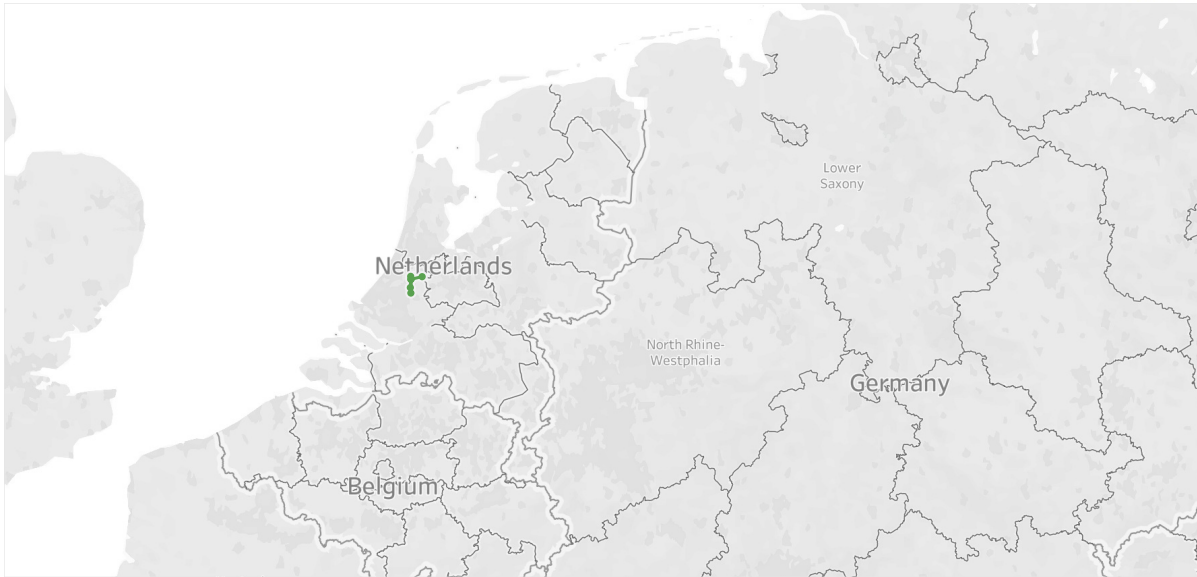 Lower
Saxony
Netherlands
North Rhine-
Westphalia
Germany
Belgium